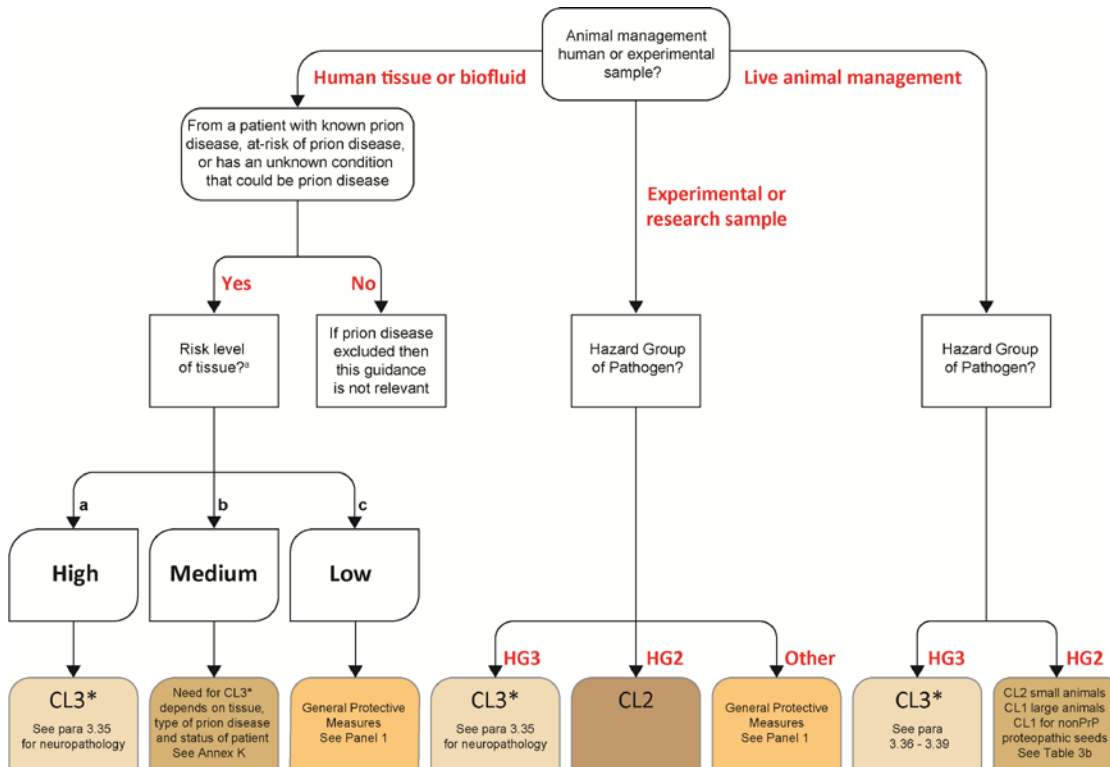 Animal management
human or experimental
sample?
Human tissue or biofluid
Live animal management
From a patient with known prion
disease, at-risk of prion disease,
or has an unknown condition
that could be prion disease
Experimental or
research sample
Yes
No
Risk level
of tissue?ª
If prion disease
excluded then
this guidance
is not relevant
Hazard Group
of Pathogen?
Hazard Group
of Pathogen?
a
b
c
High
Medium
Low
HG3
HG2
Other
HG3
HG2
CL3*
See para 3.35
for neuropathology
Need for CL3*
depends on tissue,
type of prion disease
and status of patient
See Annex K
General Protective
Measures
See Panel 1
CL3*
See para 3.35
for neuropathology
CL2
General Protective
Measures
See Panel 1
CL3*
See para
3.36 - 3.39
CL2 small animals
CL1 large animals
CL1 for nonPrP
proteopathic seeds
See Table 3b